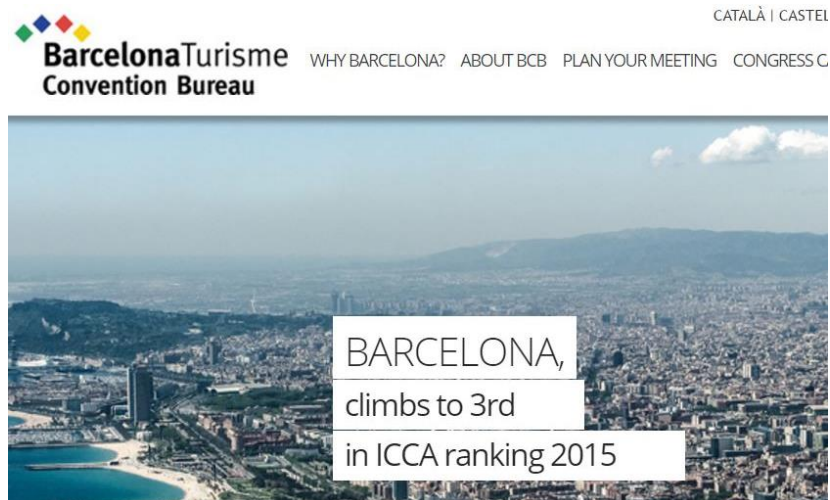 CATALÀ | CASTEL
BarcelonaTurisme
Convention Bureau
WHY BARCELONA? ABOUT BCB PLAN YOUR MEETING CONGRESS CA
BARCELONA,
climbs to 3rd
in ICCA ranking 2015